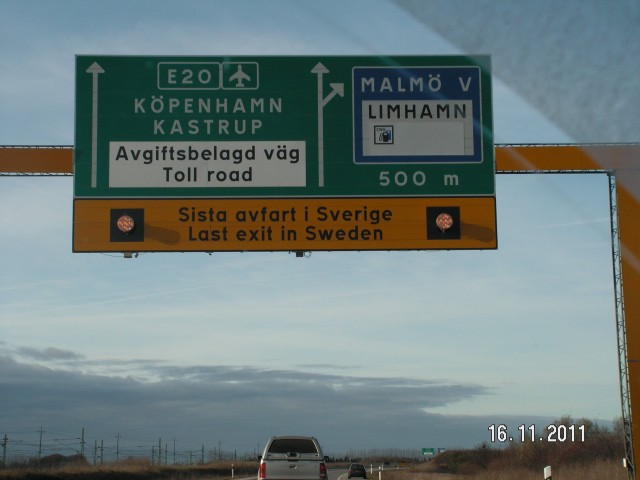 E20
KÖPENHAMN
KASTRUP
Avgiftsbelagd väg
Toll road
MALMÖ V
LIMHAMN
500 m
Sista avfart i Sverige
Last exit in Sweden
16.11.2011